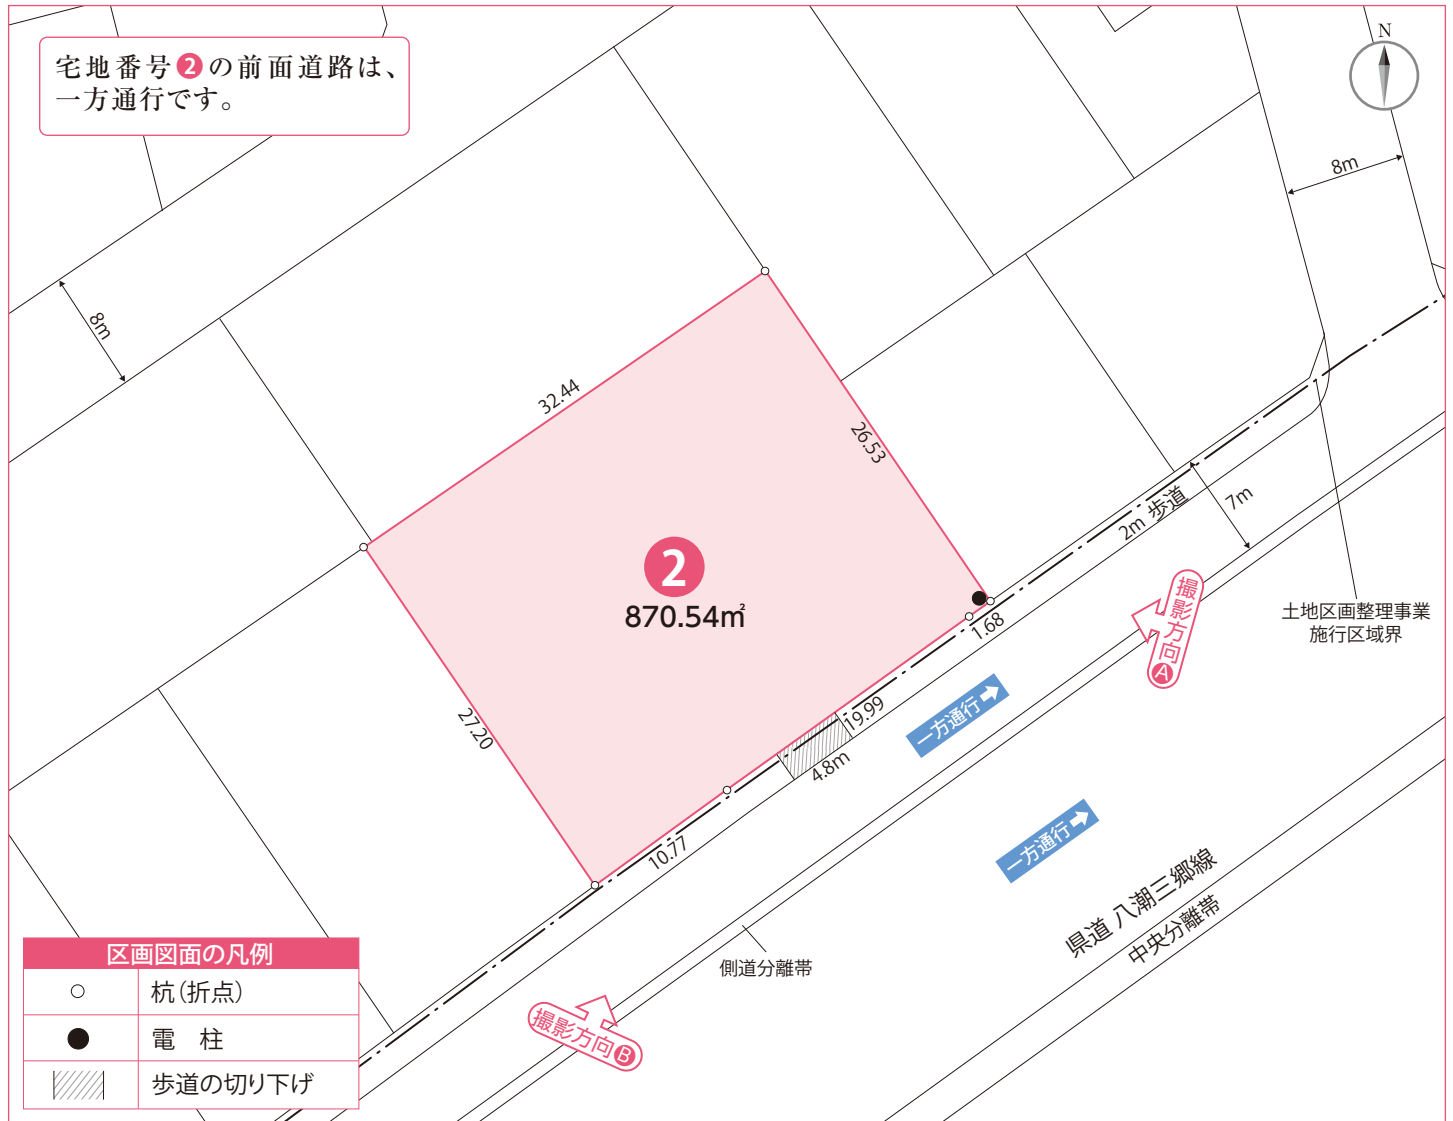 宅地番号❷の前面道路は、
一方通行です。
N
8m
8m
32.44
26.53
2
870.54㎡
27.20
10.77
19.99
1.68
4.8m
2m 歩道
7m
撮影方向A
土地区画整理事業
施行区域界
一方通行➡
一方通行➡
県道 八潮三郷線
中央分離帯
側道分離帯
撮影方向B
区画図面の凡例
杭(折点)
電　柱
歩道の切り下げ